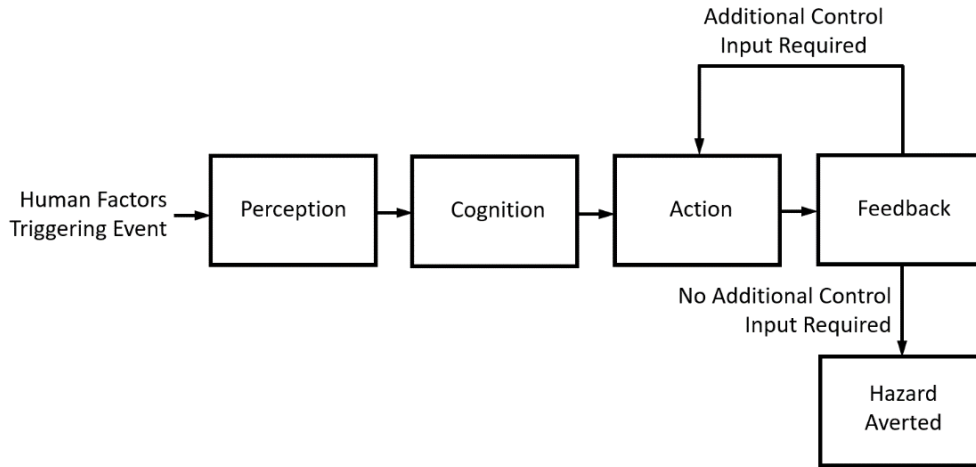 Additional Control
Input Required
Human Factors
Triggering Event
Perception
Cognition
Action
Feedback
No Additional Control
Input Required
Hazard
Averted